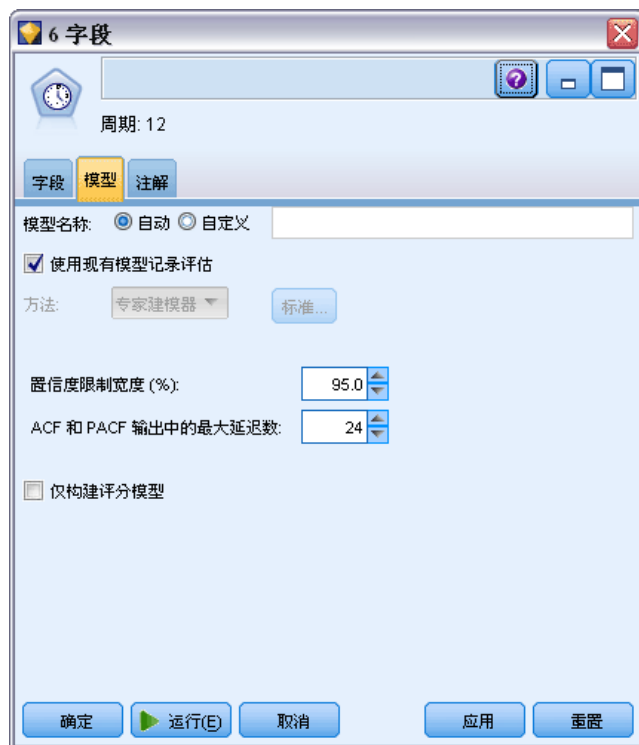 6 字段
周期: 12
字段 模型 注解
模型名称: 自动 自定义
使用现有模型记录评估
方法: 专家建模器 标准...
置信度限制宽度 (%): 95.0
ACF 和 PACF 输出中的最大延迟数: 24
仅构建评分模型
确定 运行(E) 取消 应用 重置